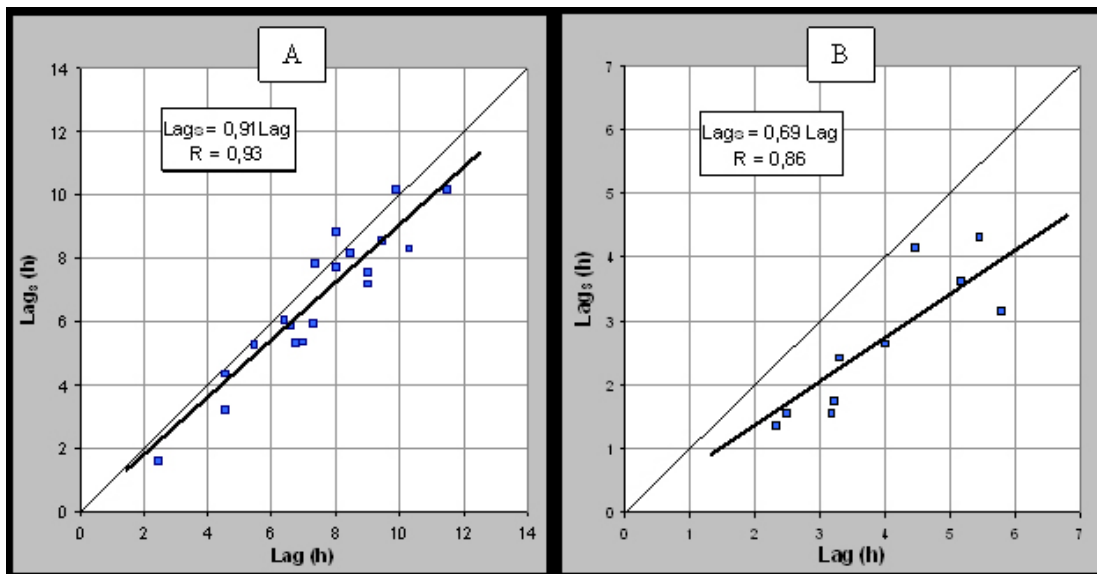 A
14
12
10
8
6
4
2
0
Lagₛ = 0,91 Lag
R = 0,93
Lagₛ (h)
0 2 4 6 8 10 12 14
Lag (h)
B
7
6
5
4
3
2
1
0
Lagₛ = 0,69 Lag
R = 0,86
Lagₛ (h)
0 1 2 3 4 5 6 7
Lag (h)